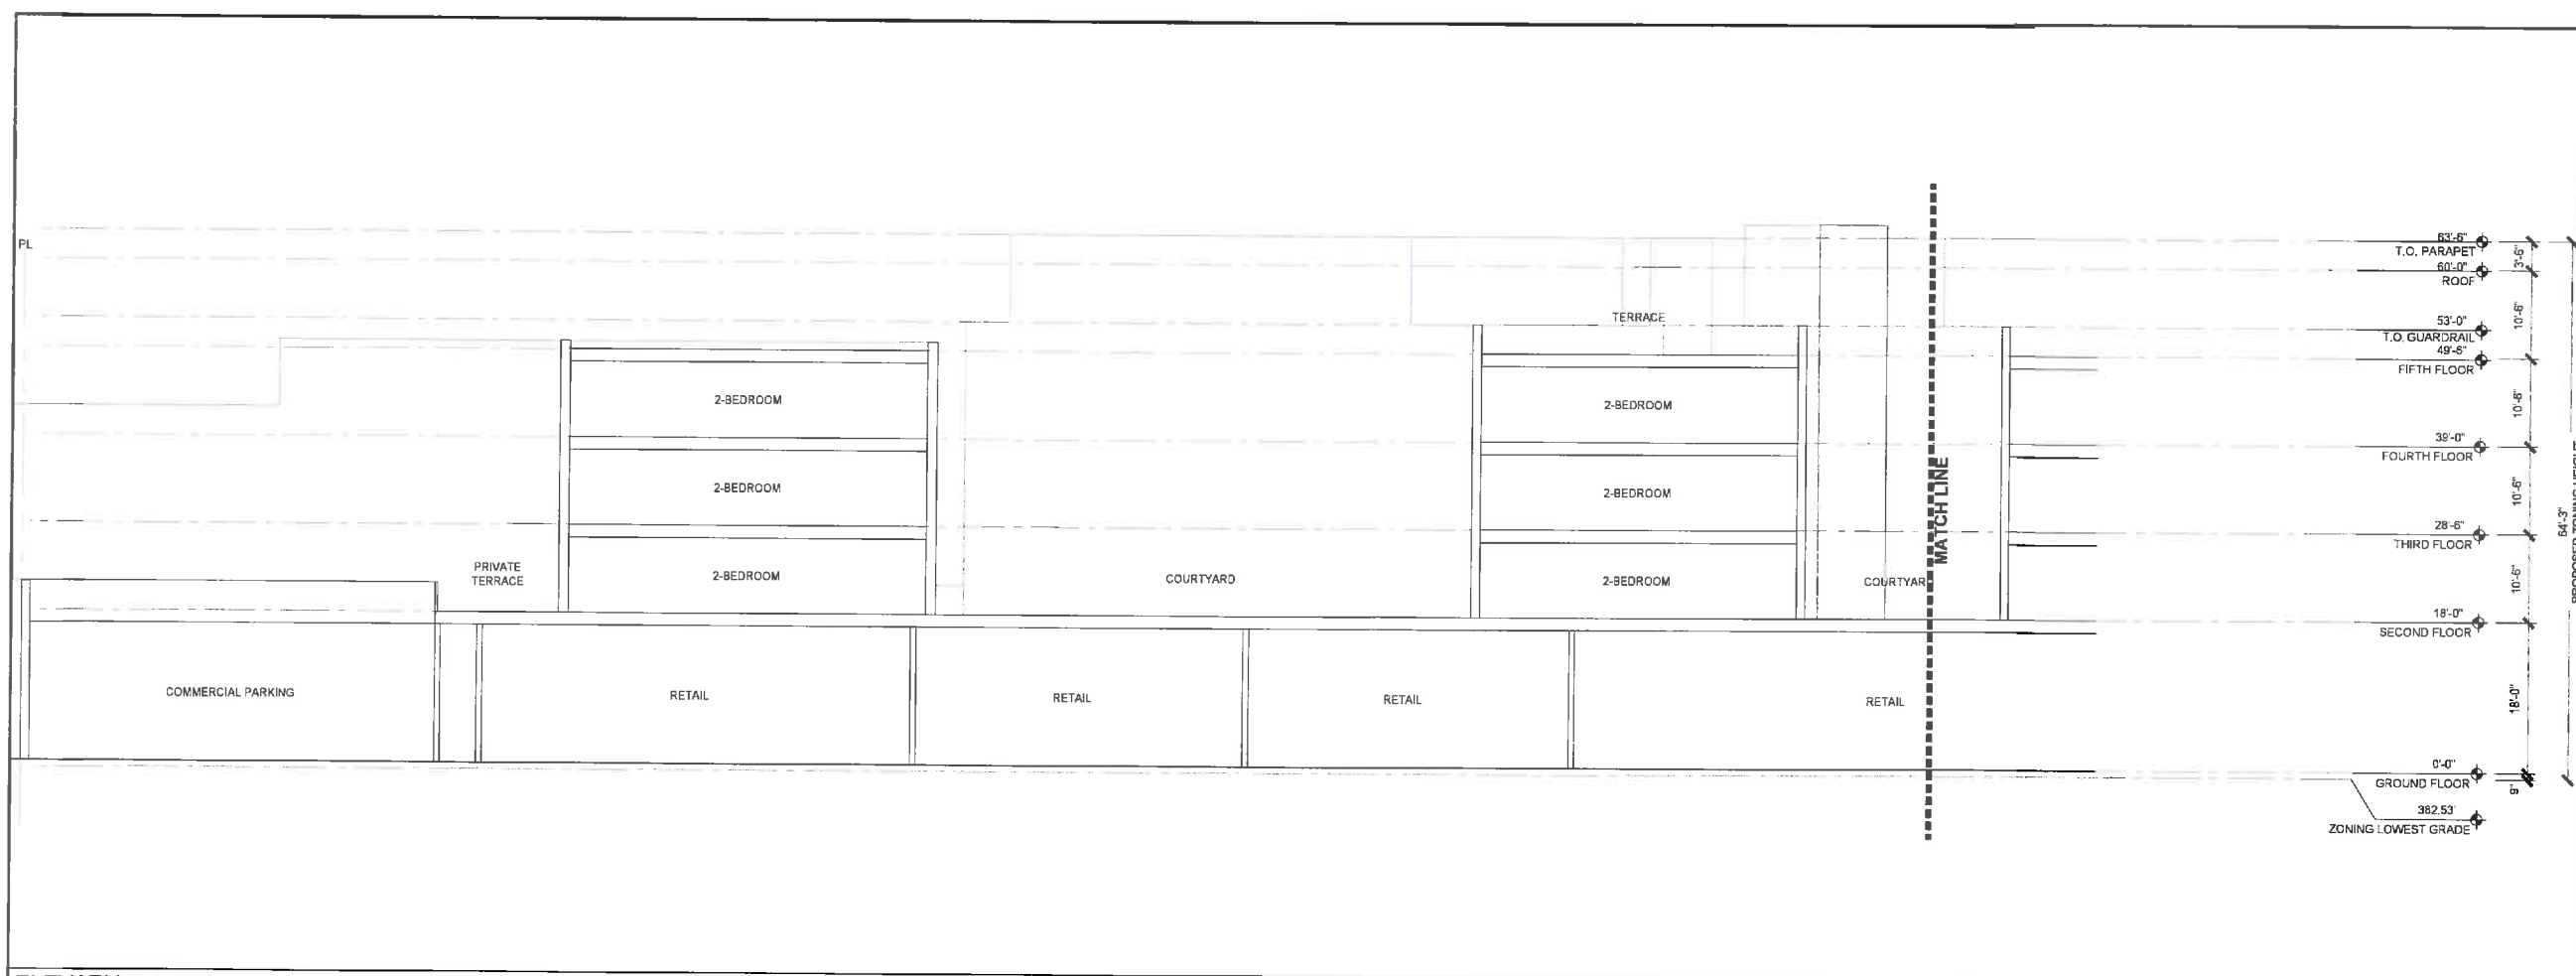 PL
63'-6"
T.O. PARAPET
60'-0"
ROOF
53'-0"
T.O. GUARDRAIL
49'-6"
FIFTH FLOOR
39'-0"
FOURTH FLOOR
28'-6"
THIRD FLOOR
18'-0"
SECOND FLOOR
0'-0"
GROUND FLOOR
382.53'
ZONING LOWEST GRADE
3'-6"
10'-6"
10'-6"
10'-6"
10'-6"
18'-0"
9"
64'-3"
PROPOSED ZONING HEIGHT
TERRACE
2-BEDROOM
2-BEDROOM
2-BEDROOM
2-BEDROOM
2-BEDROOM
2-BEDROOM
PRIVATE
TERRACE
COURTYARD
COURTYAR
MATCH LINE
COMMERCIAL PARKING
RETAIL
RETAIL
RETAIL
RETAIL